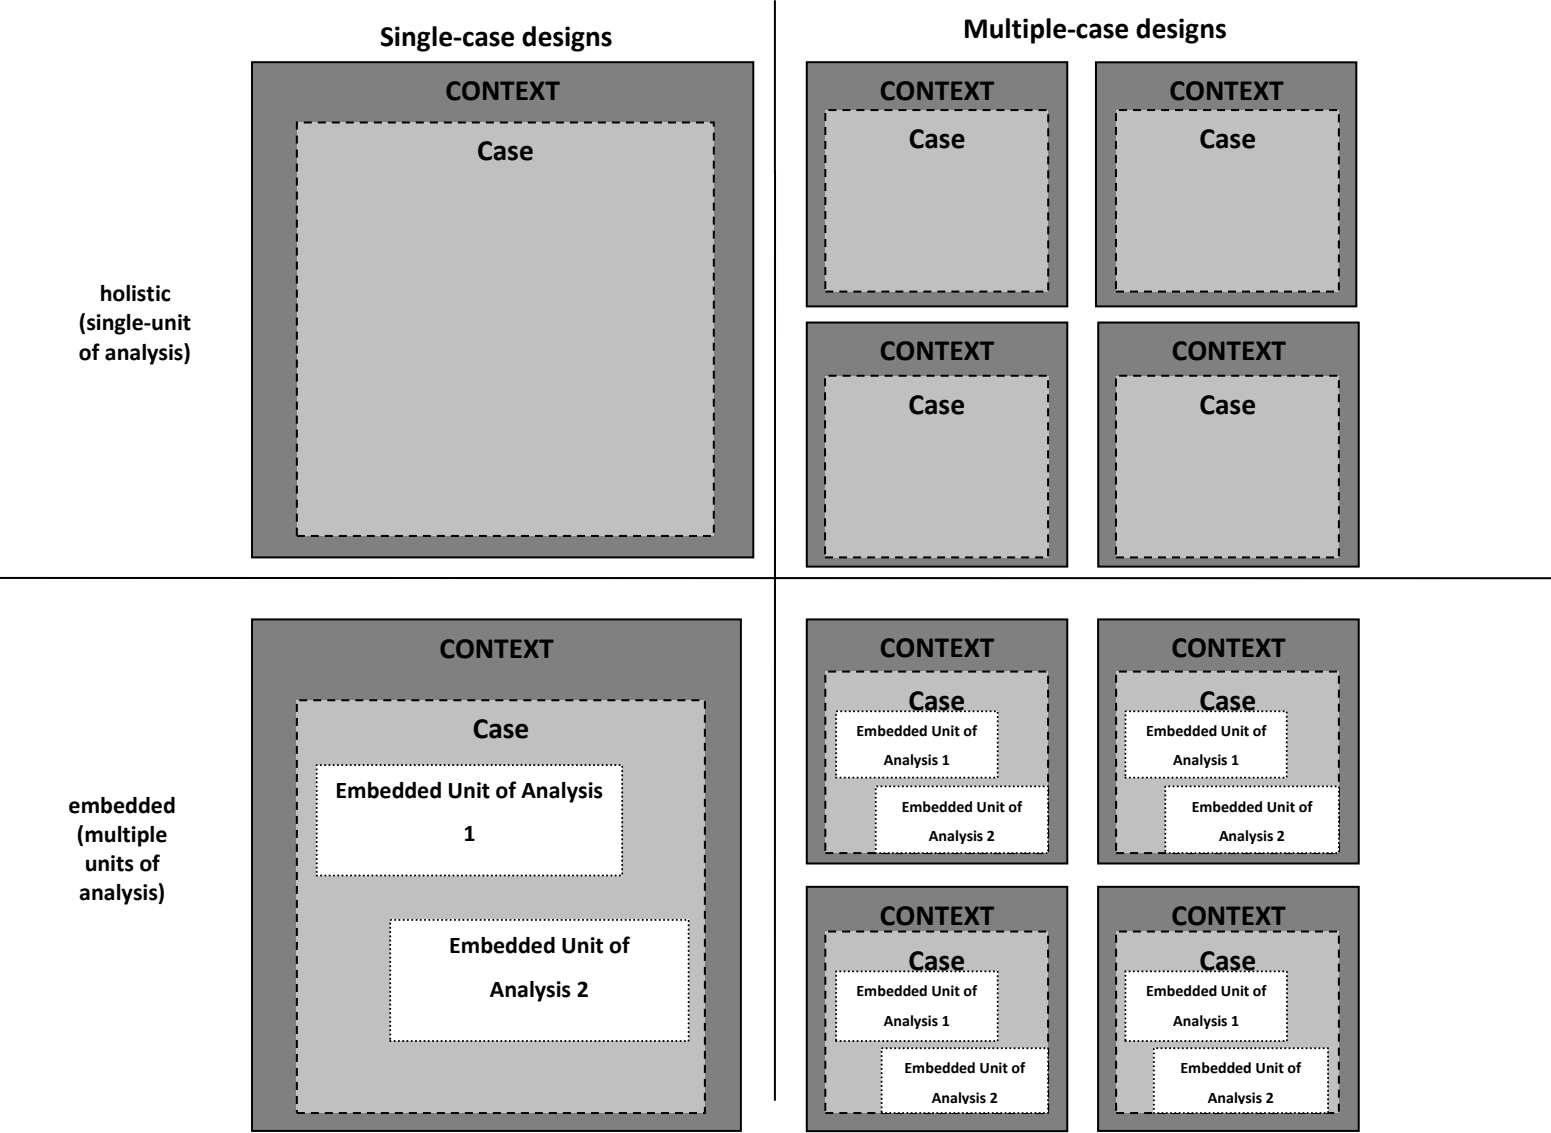 Single-case designs
Multiple-case designs
CONTEXT
Case
CONTEXT
Case
CONTEXT
Case
holistic
(single-unit
of analysis)
CONTEXT
Case
CONTEXT
Case
CONTEXT
Case
Embedded Unit of Analysis
1
Embedded Unit of
Analysis 2
embedded
(multiple
units of
analysis)
CONTEXT
Case
Embedded Unit of
Analysis 1
Embedded Unit of
Analysis 2
CONTEXT
Case
Embedded Unit of
Analysis 1
Embedded Unit of
Analysis 2
CONTEXT
Case
Embedded Unit of
Analysis 1
Embedded Unit of
Analysis 2
CONTEXT
Case
Embedded Unit of
Analysis 1
Embedded Unit of
Analysis 2